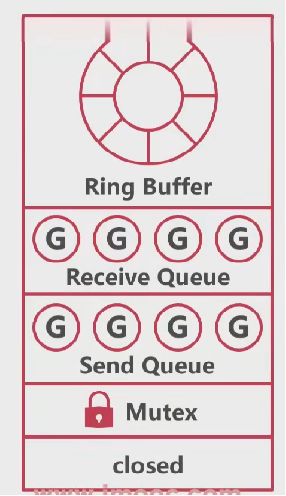 Ring Buffer
G G G G
Receive Queue
G G G G
Send Queue
Mutex
closed